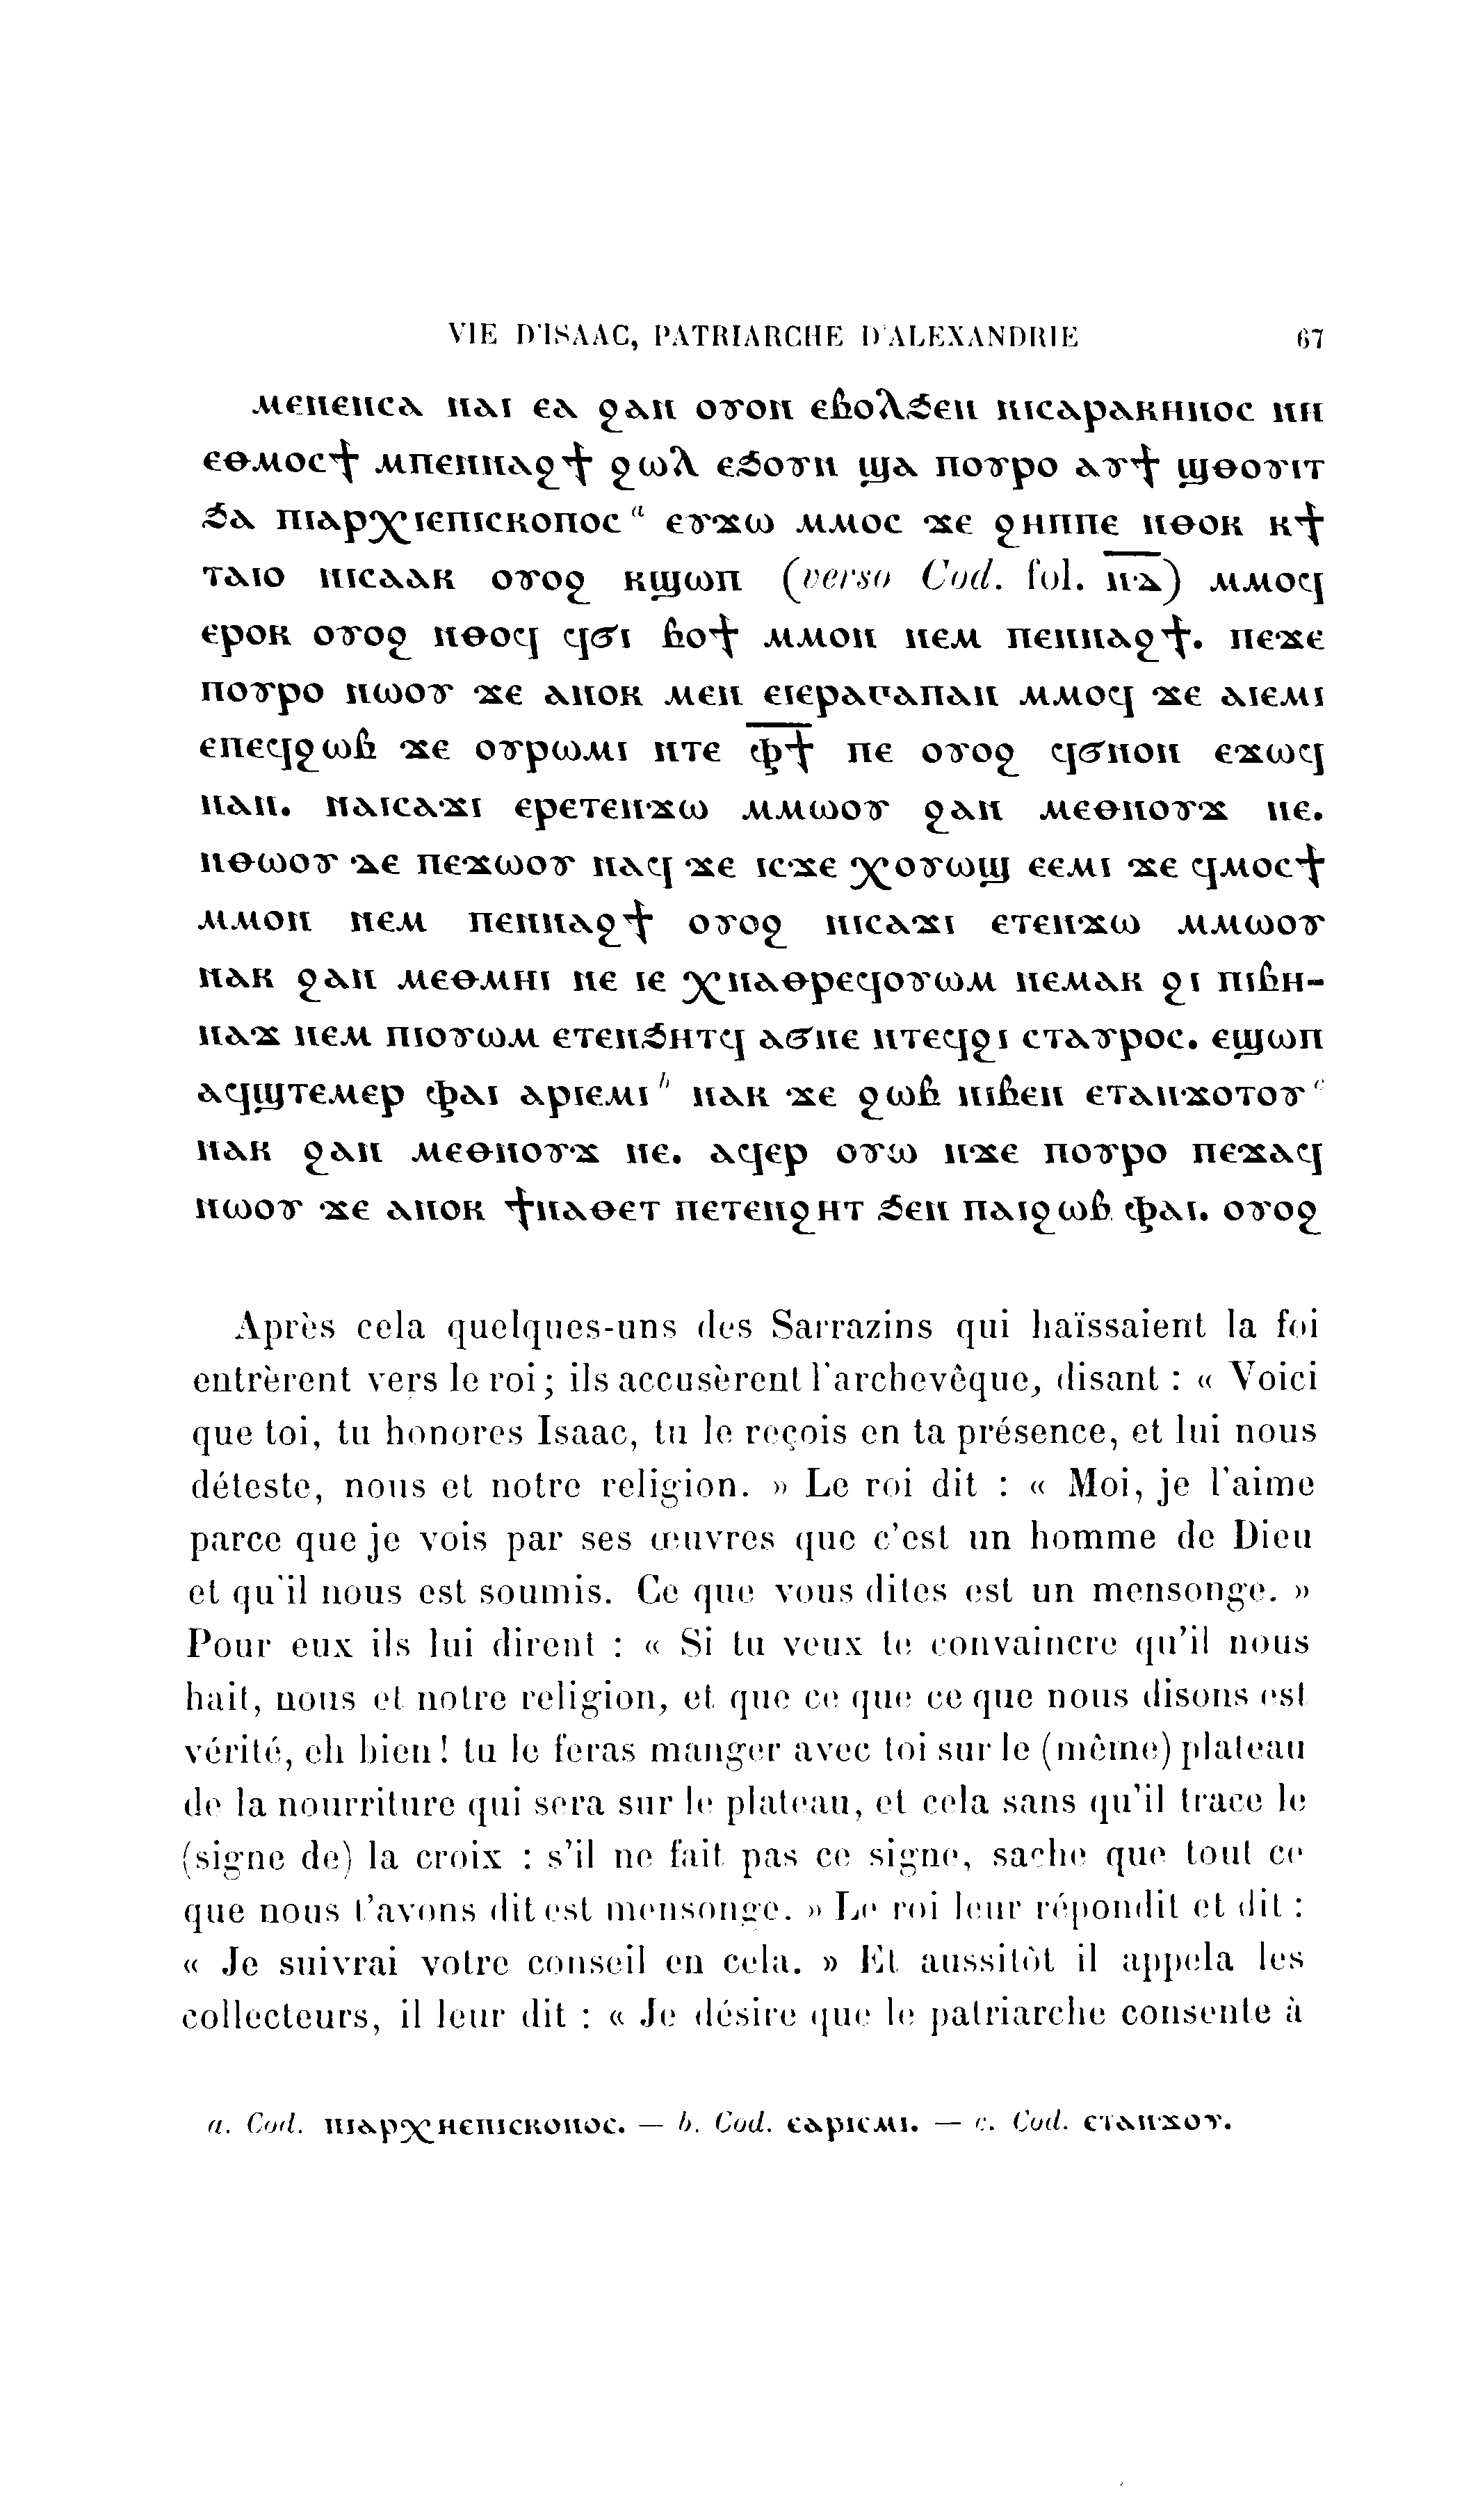 VIE D'ISAAC, PATRIARCHE D'ALEXANDRIE 67
ⲙⲉⲛⲉⲛⲥⲁ ⲛⲁⲓ ⲉⲁ ϩⲁⲛ ⲟⲩⲟⲛ ⲉⲃⲟⲗϧⲉⲛ ⲛⲓⲥⲁⲣⲁⲕⲏⲛⲟⲥ ⲛⲏ
ⲉⲑⲙⲟⲥϯ ⲙⲡⲉⲛⲛⲁϩϯ ϩⲱⲗ ⲉϧⲟⲩⲛ ϣⲁ ⲡⲟⲩⲣⲟ ⲁⲩϯ ϣⲑⲟⲩⲓⲧ
ϧⲁ ⲡⲓⲁⲣⲭⲓⲉⲡⲓⲥⲕⲟⲡⲟⲥ a ⲉⲩϫⲱ ⲙⲙⲟⲥ ϫⲉ ϩⲏⲡⲡⲉ ⲛⲑⲟⲕ ⲕϯ
ⲧⲁⲓⲟ ⲛⲓⲥⲁⲁⲕ ⲟⲩⲟϩ ⲕϣⲱⲡ (verso Cod. fol. ⲛ̅ⲇ̅) ⲙⲙⲟϥ
ⲉⲣⲟⲕ ⲟⲩⲟϩ ⲛⲑⲟϥ ϥϭⲓ ⲃⲟϯ ⲙⲙⲟⲛ ⲛⲉⲙ ⲡⲉⲛⲛⲁϩϯ. ⲡⲉϫⲉ
ⲡⲟⲩⲣⲟ ⲛⲱⲟⲩ ϫⲉ ⲁⲛⲟⲕ ⲙⲉⲛ ⲉⲓⲉⲣⲁⲅⲁⲡⲁⲛ ⲙⲙⲟϥ ϫⲉ ⲁⲓⲉⲙⲓ
ⲉⲡⲉϥϩⲱⲃ ϫⲉ ⲟⲩⲣⲱⲙⲓ ⲛⲧⲉ ⲫ̅ϯ̅ ⲡⲉ ⲟⲩⲟϩ ϥϭⲛⲟⲛ ⲉϫⲱϥ
ⲛⲁⲛ. ⲛⲁⲓⲥⲁϫⲓ ⲉⲣⲉⲧⲉⲛϫⲱ ⲙⲙⲱⲟⲩ ϩⲁⲛ ⲙⲉⲑⲛⲟⲩϫ ⲛⲉ.
ⲛⲑⲱⲟⲩ ⲇⲉ ⲡⲉϫⲱⲟⲩ ⲛⲁϥ ϫⲉ ⲓⲥϫⲉ ⲭⲟⲩⲱϣ ⲉⲉⲙⲓ ϫⲉ ϥⲙⲟⲥϯ
ⲙⲙⲟⲛ ⲛⲉⲙ ⲡⲉⲛⲛⲁϩϯ ⲟⲩⲟϩ ⲛⲓⲥⲁϫⲓ ⲉⲧⲉⲛϫⲱ ⲙⲙⲱⲟⲩ
ⲛⲁⲕ ϩⲁⲛ ⲙⲉⲑⲙⲏⲓ ⲛⲉ ⲓⲉ ⲭⲛⲁⲑⲣⲉϥⲟⲩⲱⲙ ⲛⲉⲙⲁⲕ ϩⲓ ⲡⲓⲃⲏ-
ⲛⲁϫ ⲛⲉⲙ ⲡⲓⲟⲩⲱⲙ ⲉⲧⲉⲛϧⲏⲧϥ ⲁϭⲛⲉ ⲛⲧⲉϥϩⲓ ⲥⲧⲁⲩⲣⲟⲥ. ⲉϣⲱⲡ
ⲁϥϣⲧⲉⲙⲉⲣ ⲫⲁⲓ ⲁⲣⲓⲉⲙⲓ b ⲛⲁⲕ ϫⲉ ϩⲱⲃ ⲛⲓⲃⲉⲛ ⲉⲧⲁⲛϫⲟⲧⲟⲩ c
ⲛⲁⲕ ϩⲁⲛ ⲙⲉⲑⲛⲟⲩϫ ⲛⲉ. ⲁϥⲉⲣ ⲟⲩⲱ ⲛϫⲉ ⲡⲟⲩⲣⲟ ⲡⲉϫⲁϥ
ⲛⲱⲟⲩ ϫⲉ ⲁⲛⲟⲕ ϯⲛⲁⲑⲉⲧ ⲡⲉⲧⲉⲛϩⲏⲧ ϧⲉⲛ ⲡⲁⲓϩⲱⲃ ⲫⲁⲓ. ⲟⲩⲟϩ
Après cela quelques-uns des Sarrazins qui haïssaient la foi
entrèrent vers le roi; ils accusèrent l'archevêque, disant : « Voici
que toi, tu honores Isaac, tu le reçois en ta présence, et lui nous
déteste, nous et notre religion. » Le roi dit : « Moi, je l'aime
parce que je vois par ses œuvres que c'est un homme de Dieu
et qu'il nous est soumis. Ce que vous dites est un mensonge. »
Pour eux ils lui dirent : « Si tu veux te convaincre qu'il nous
hait, nous et notre religion, et que ce que ce que nous disons est
vérité, eh bien! tu le feras manger avec toi sur le (même) plateau
de la nourriture qui sera sur le plateau, et cela sans qu'il trace le
(signe de) la croix : s'il ne fait pas ce signe, sache que tout ce
que nous t'avons dit est mensonge. » Le roi leur répondit et dit :
« Je suivrai votre conseil en cela. » Et aussitôt il appela les
collecteurs, il leur dit : « Je désire que le patriarche consente à
a. Cod. ⲡⲓⲁⲣⲭⲏⲉⲡⲓⲥⲕⲟⲡⲟⲥ. — b. Cod. ⲉⲁⲣⲓⲉⲙⲓ. — c. Cod. ⲉⲧⲁⲛϫⲟⲩ.